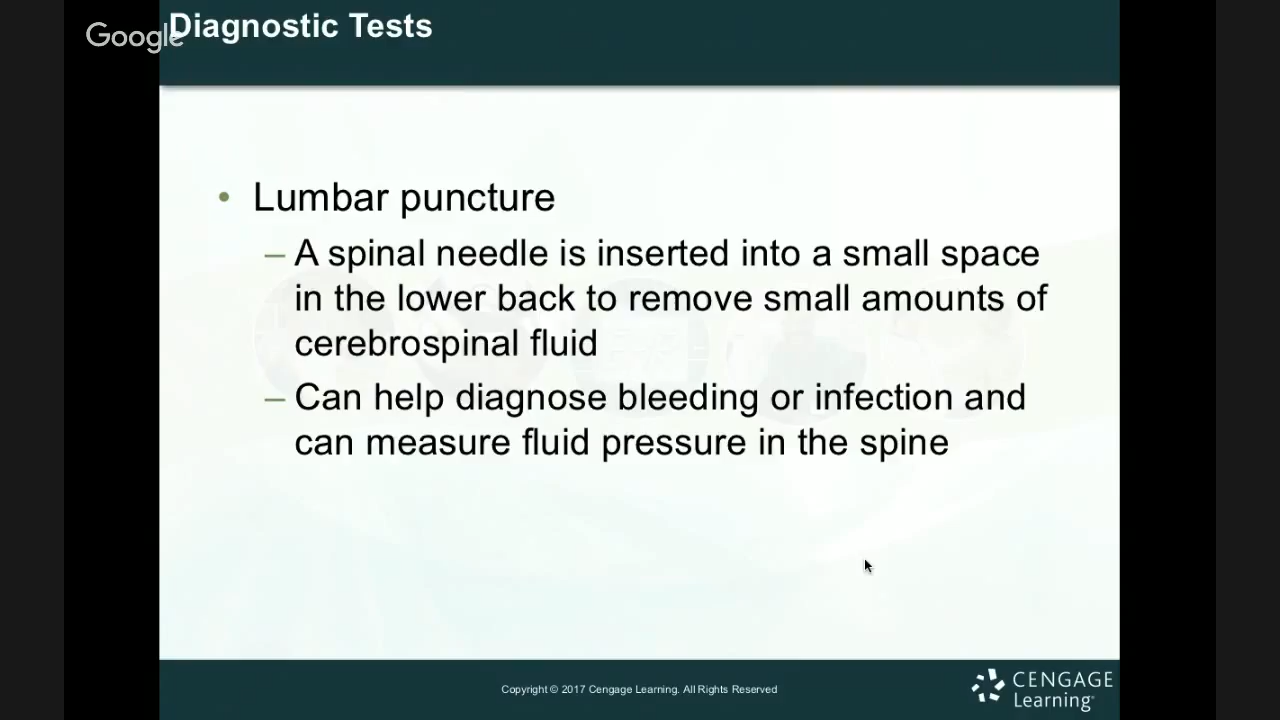 Google
Diagnostic Tests
• Lumbar puncture
– A spinal needle is inserted into a small space
in the lower back to remove small amounts of
cerebrospinal fluid
– Can help diagnose bleeding or infection and
can measure fluid pressure in the spine
Copyright © 2017 Cengage Learning. All Rights Reserved
CENGAGE
Learning®